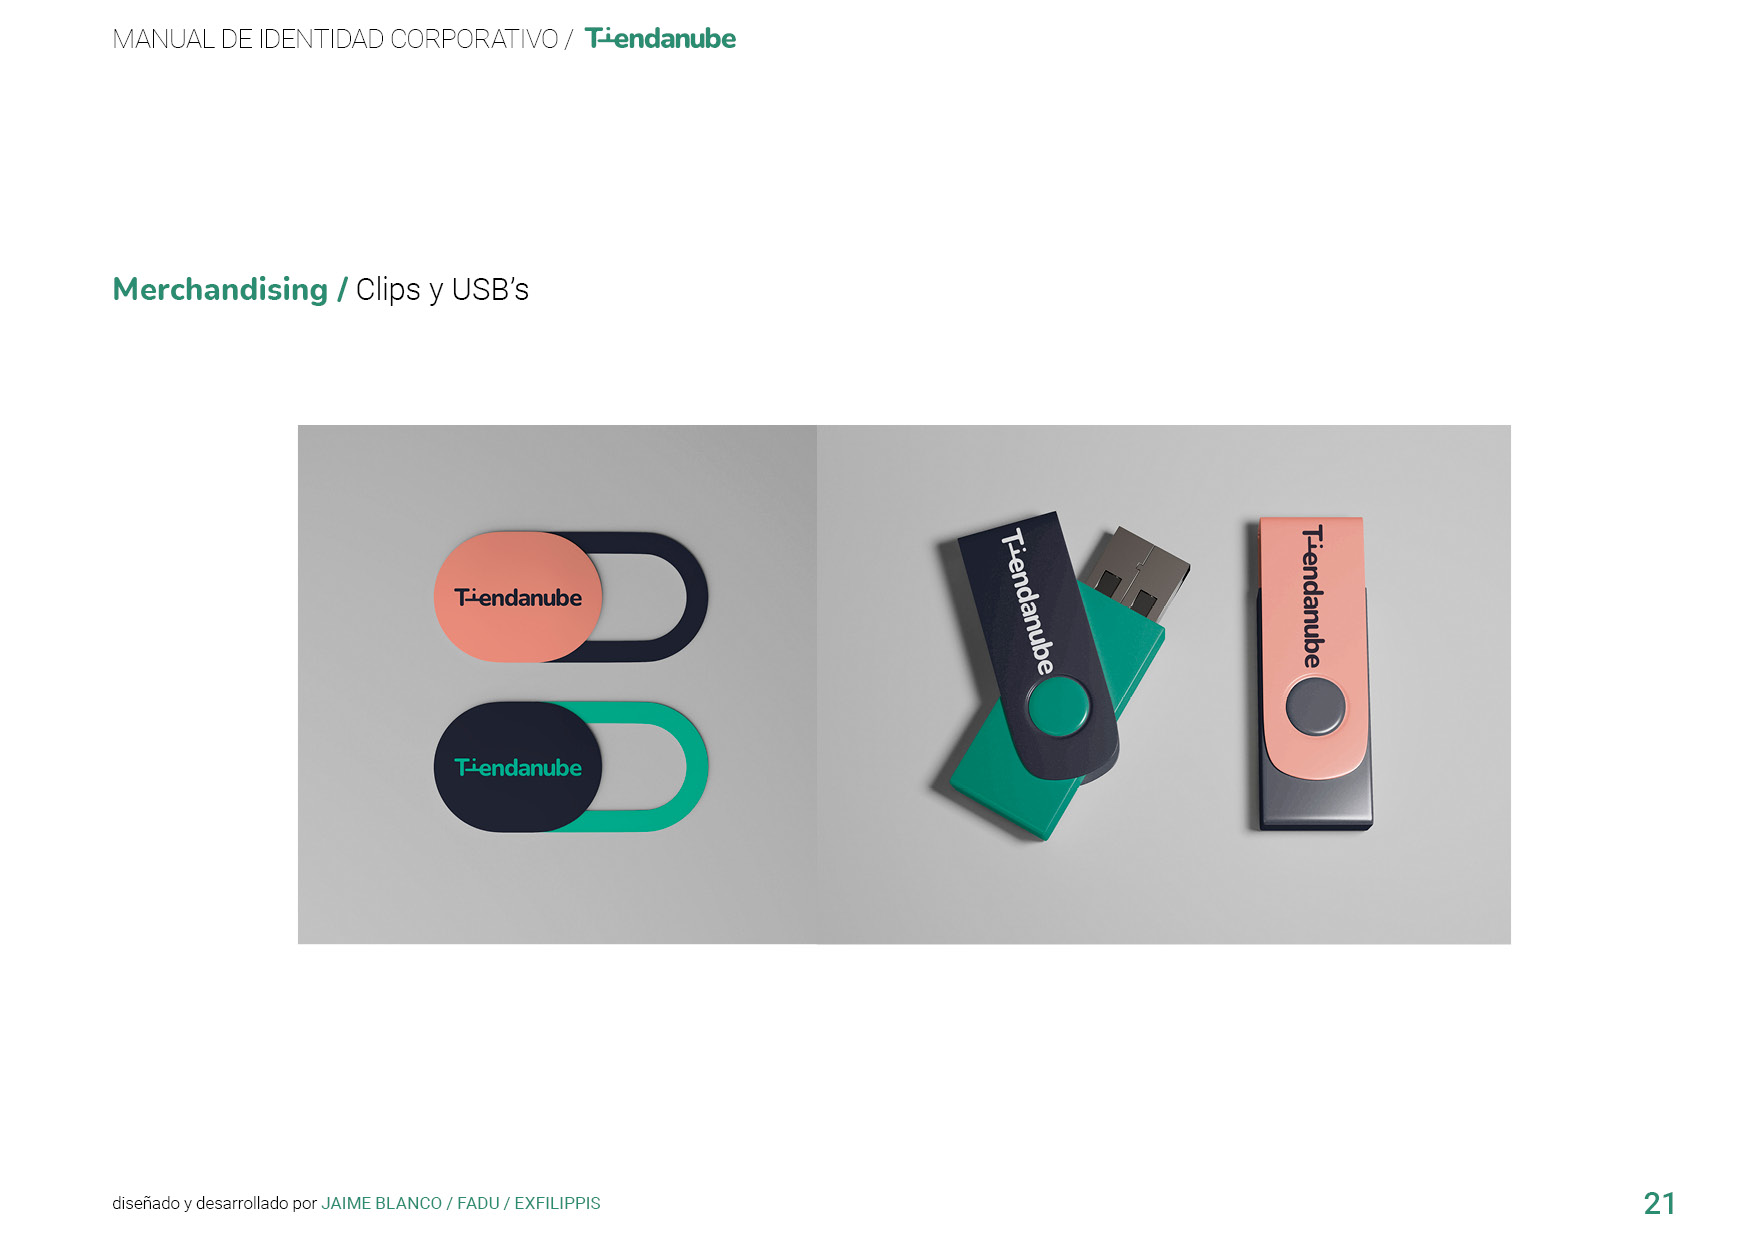 MANUAL DE IDENTIDAD CORPORATIVO / Tiendanube
Merchandising / Clips y USB’s
Tiendanube
Tiendanube
Tiendanube
Tiendanube
diseñado y desarrollado por JAIME BLANCO / FADU / EXFILIPPIS
21